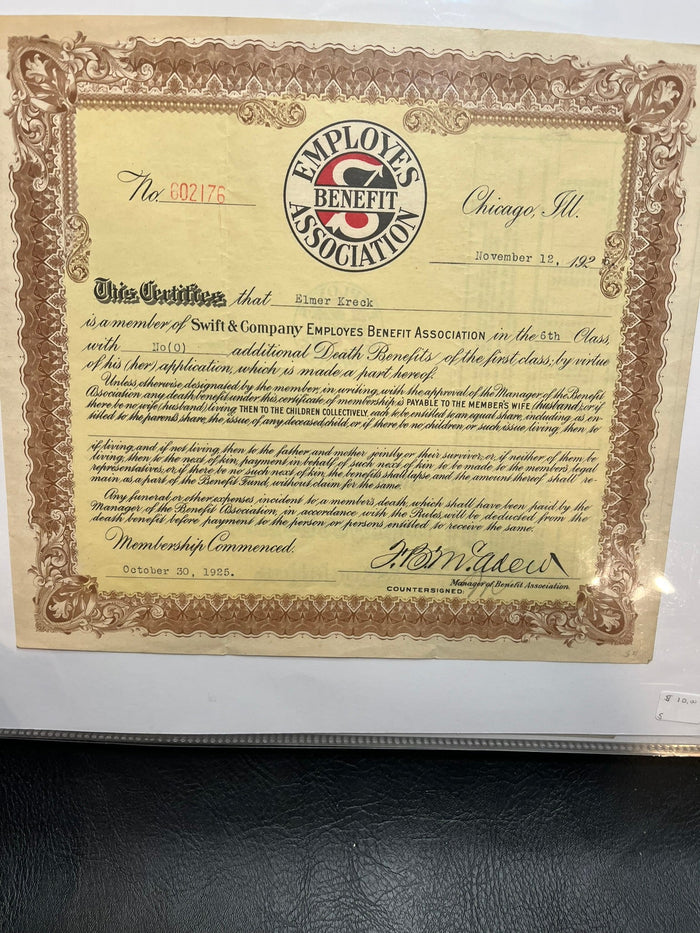 EMPLOYES
BENEFIT
ASSOCIATION
No. 602176
Chicago, Ill.
November 12, 192
This Certifies that Elmer Kreck
is a member of Swift & Company EMPLOYES BENEFIT ASSOCIATION in the 6th Class,
with No(0) additional Death Benefits of the first class; by virtue
of his (her) application, which is made a part hereof.
Unless otherwise designated by the member, in writing, with the approval of the Manager of the Benefit
Association, any death benefit under this certificate of membership is PAYABLE TO THE MEMBER'S WIFE (husband), or if
there be no wife (husband) living THEN TO THE CHILDREN COLLECTIVELY, each to be entitled to an equal share, including as en-
titled to the parents share, the issue of any deceased child, or if there be no children, or such issue, living, then to
if living, and if not living, then to the father and mother jointly, or their survivor, or, if neither of them be
living, then to the next of kin, payment in behalf of such next of kin to be made to the members legal
representatives, or, if there be no such next of kin, the benefits shall lapse and the amount thereof shall re-
main as a part of the Benefit Fund, without claim for the same.
Any funeral, or other expenses incident to a members death, which shall have been paid by the
Manager of the Benefit Association, in accordance with the Rules, will be deducted from the
death benefit before payment to the person or persons, entitled to receive the same.
Membership Commenced.
October 30, 1925.
Manager of Benefit Association.
COUNTERSIGNED:
$ 10.00